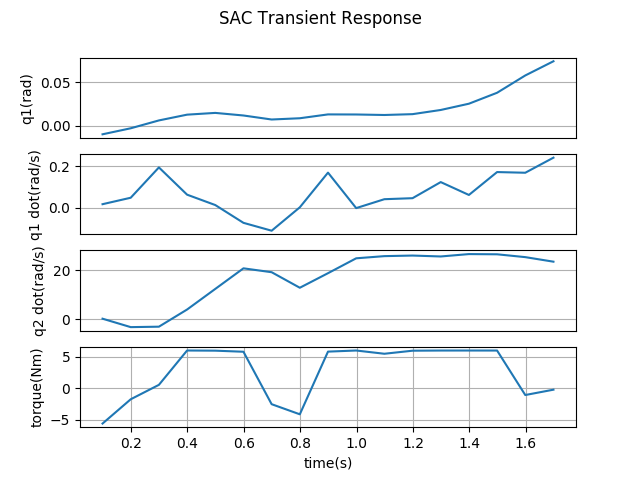 SAC Transient Response
q1(rad)
0.05
0.00
q1 dot(rad/s)
0.2
0.0
q2 dot(rad/s)
20
0
torque(Nm)
5
0
−5
0.2 0.4 0.6 0.8 1.0 1.2 1.4 1.6
time(s)